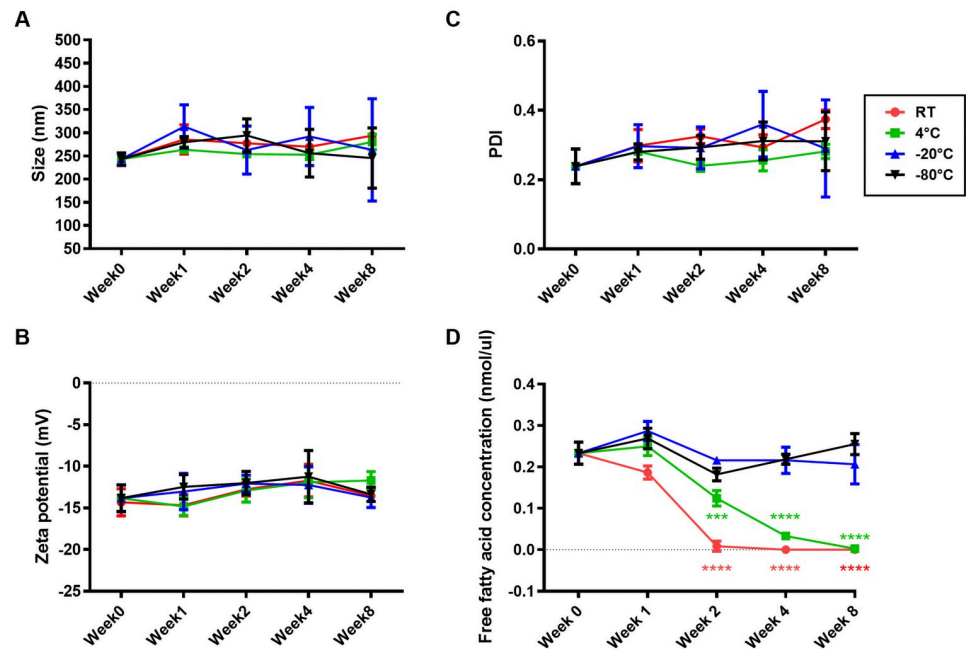 A
Size (nm)
500
450
400
350
300
250
200
150
100
50
Week0
Week1
Week2
Week4
Week8
C
PDI
0.6
0.4
0.2
0.0
Week0
Week1
Week2
Week4
Week8
RT
4°C
-20°C
-80°C
B
Zeta potential (mV)
0
-5
-10
-15
-20
-25
Week0
Week1
Week2
Week4
Week8
D
Free fatty acid concentration (nmol/ul)
0.4
0.3
0.2
0.1
0.0
-0.1
*** **** ****
**** **** ****
Week 0
Week 1
Week 2
Week 4
Week 8